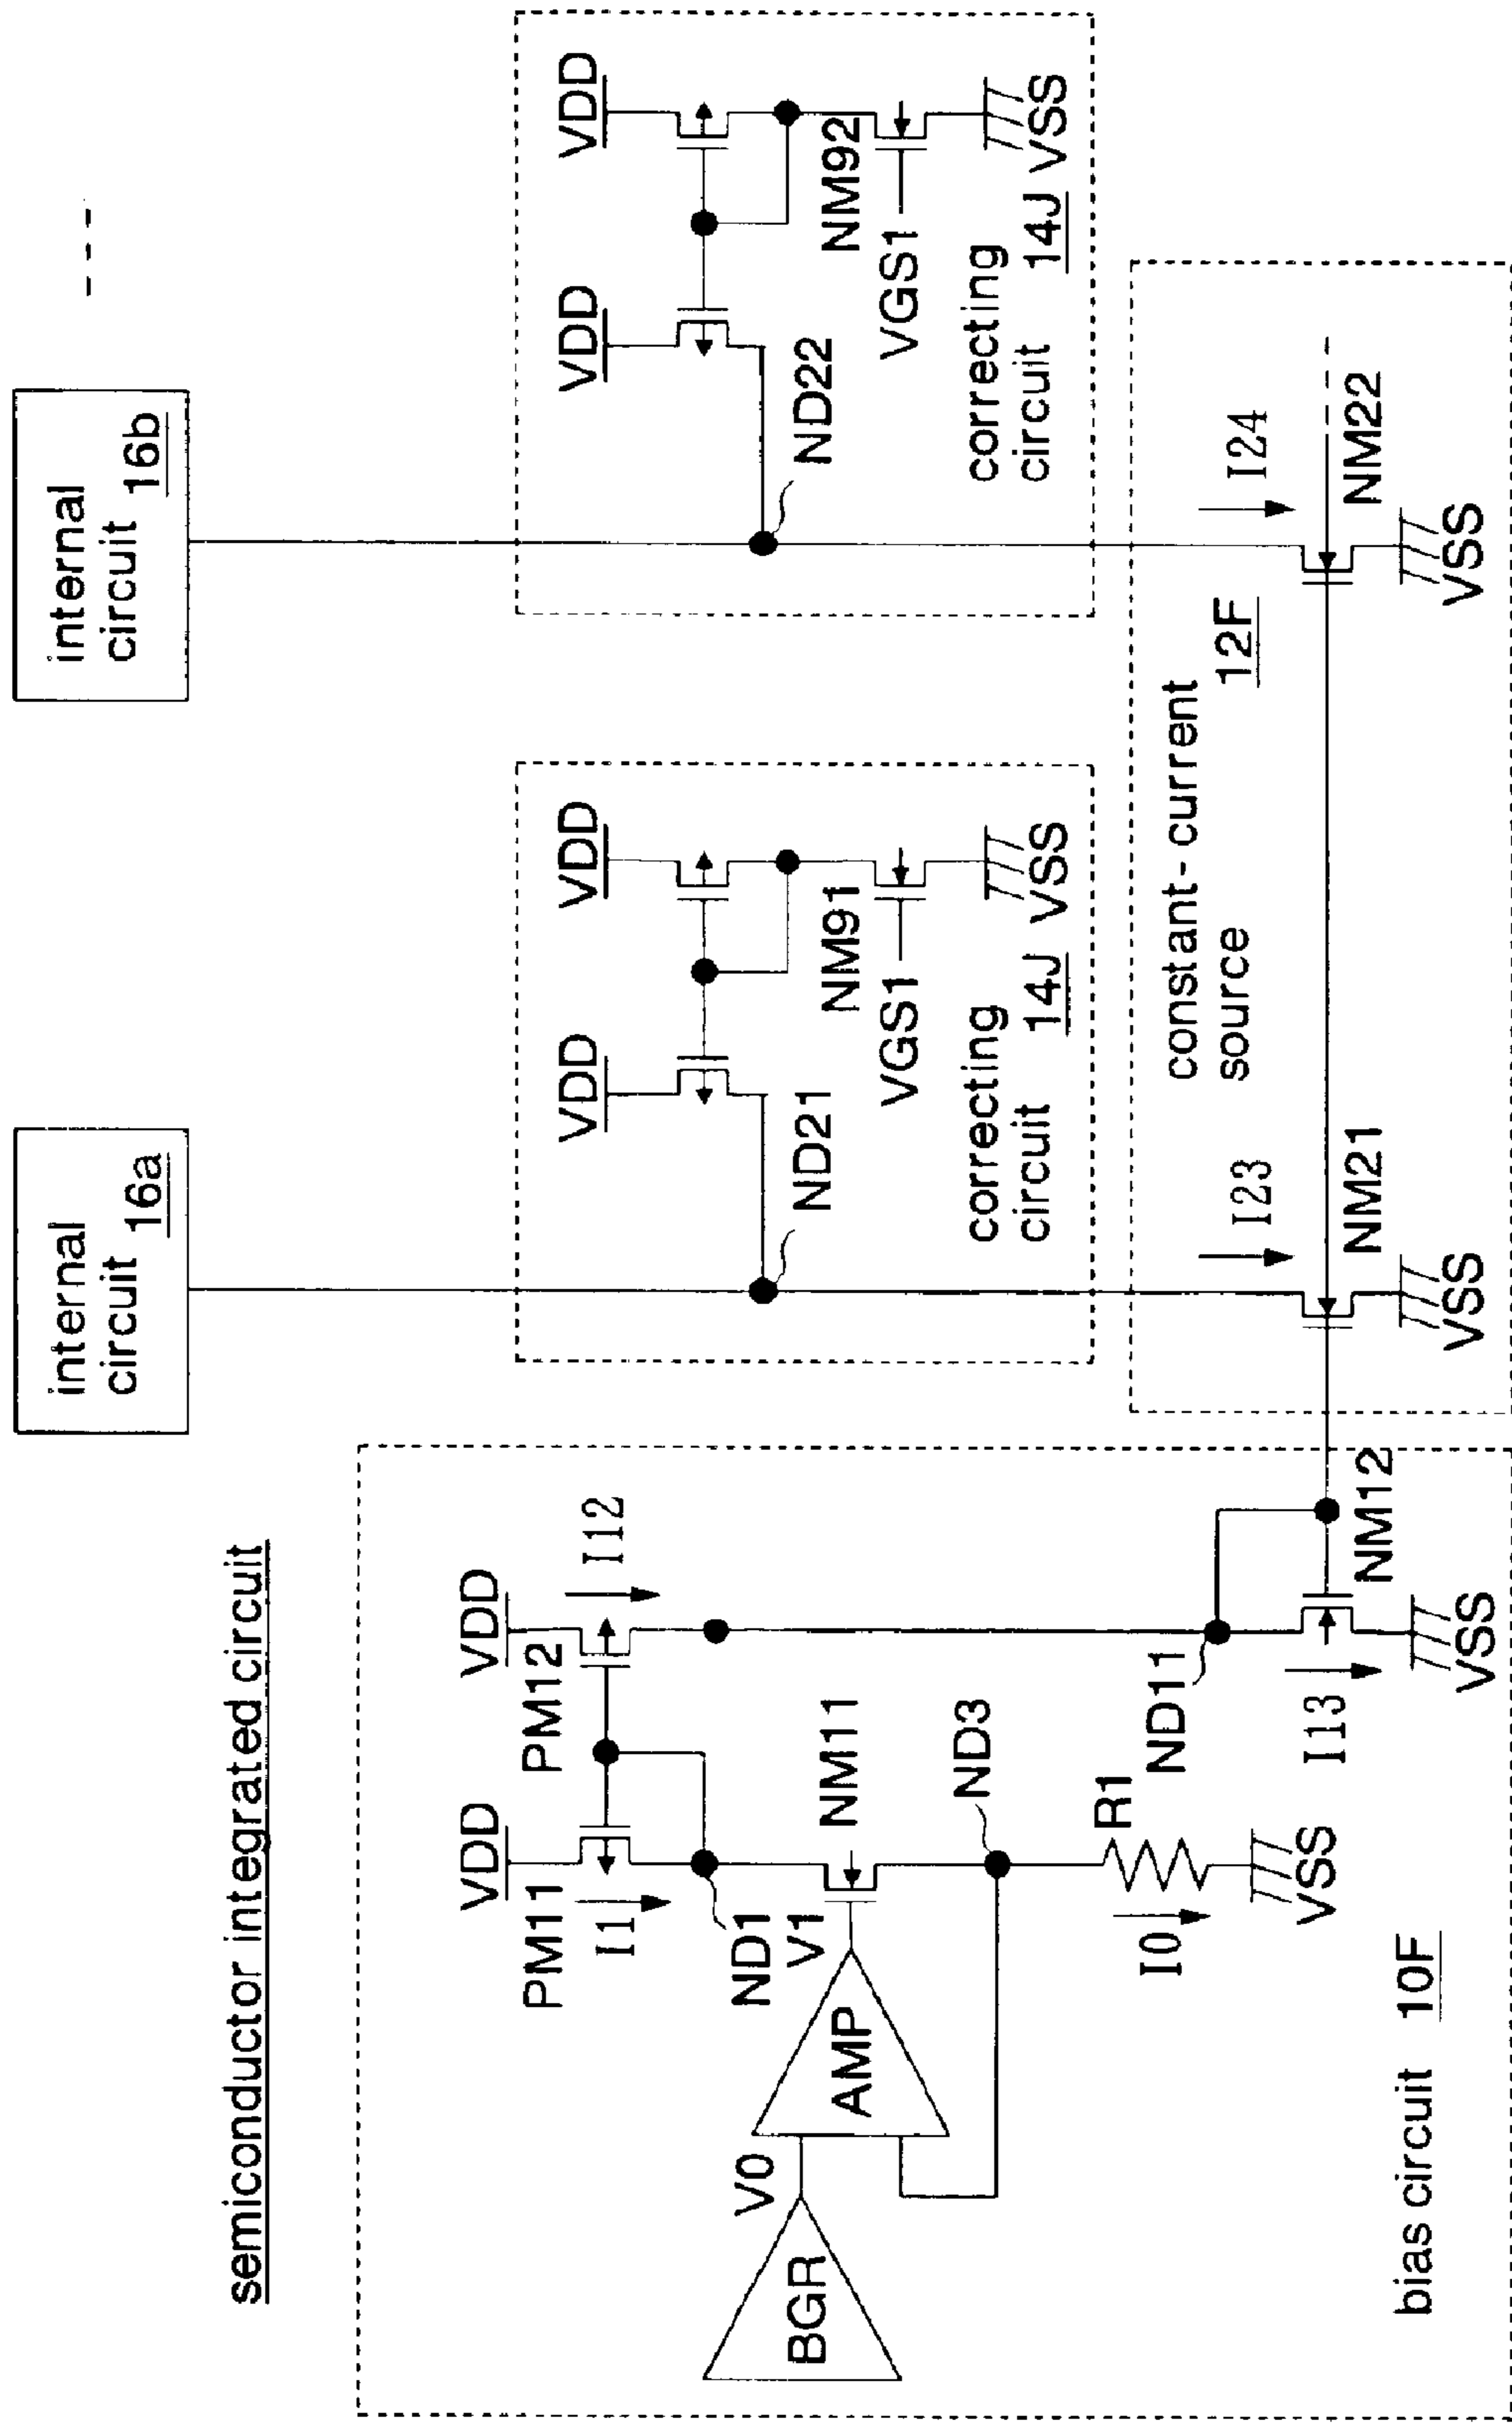 semiconductor integrated circuit
internal
circuit 16a
internal
circuit 16b
- - -
VDD
VDD
PM11
PM12
I1
I12
ND1
V1
NM11
BGR
V0
AMP
ND3
R1
I0
VSS
ND11
I13
NM12
VSS
bias circuit 10F
VDD
VDD
ND21
NM91
VGS1
VSS
correcting
circuit 14J
VDD
VDD
ND22
NM92
VGS1
VSS
correcting
circuit 14J
constant-current
source 12F
I23
NM21
VSS
I24
NM22
VSS